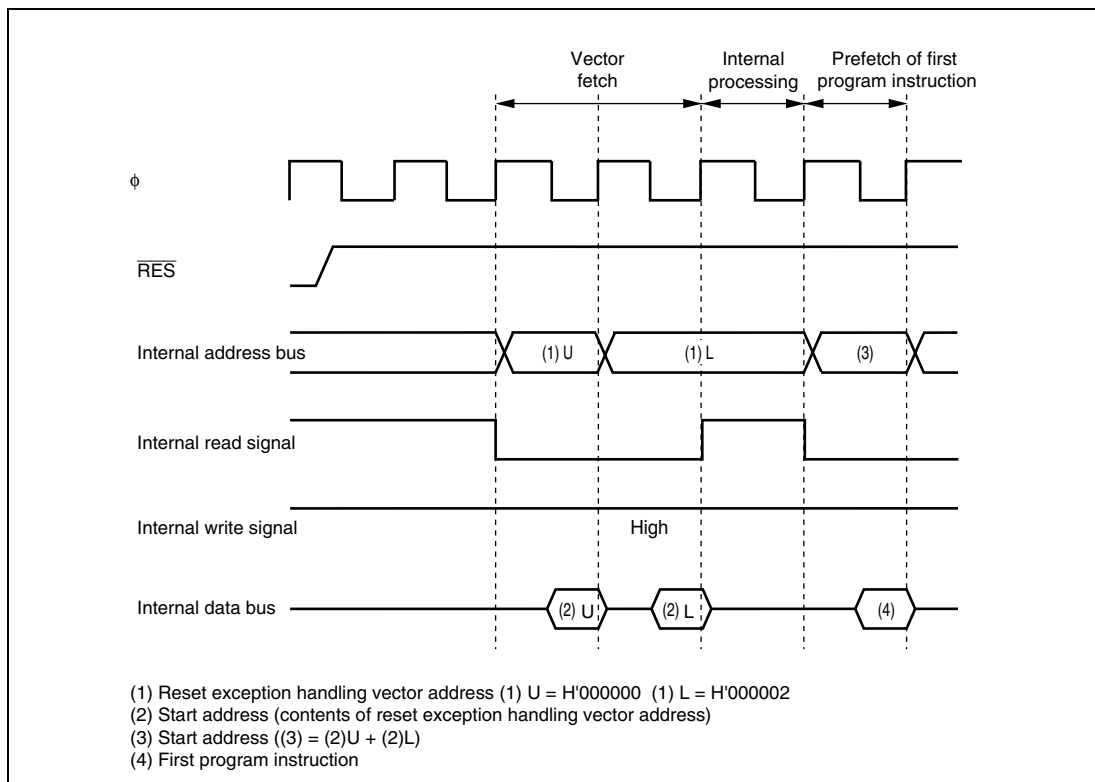 Vector
fetch
Internal
processing
Prefetch of first
program instruction
φ
RES
Internal address bus
(1) U
(1) L
(3)
Internal read signal
Internal write signal
High
Internal data bus
(2) U
(2) L
(4)
(1) Reset exception handling vector address (1) U = H'000000 (1) L = H'000002
(2) Start address (contents of reset exception handling vector address)
(3) Start address ((3) = (2)U + (2)L)
(4) First program instruction